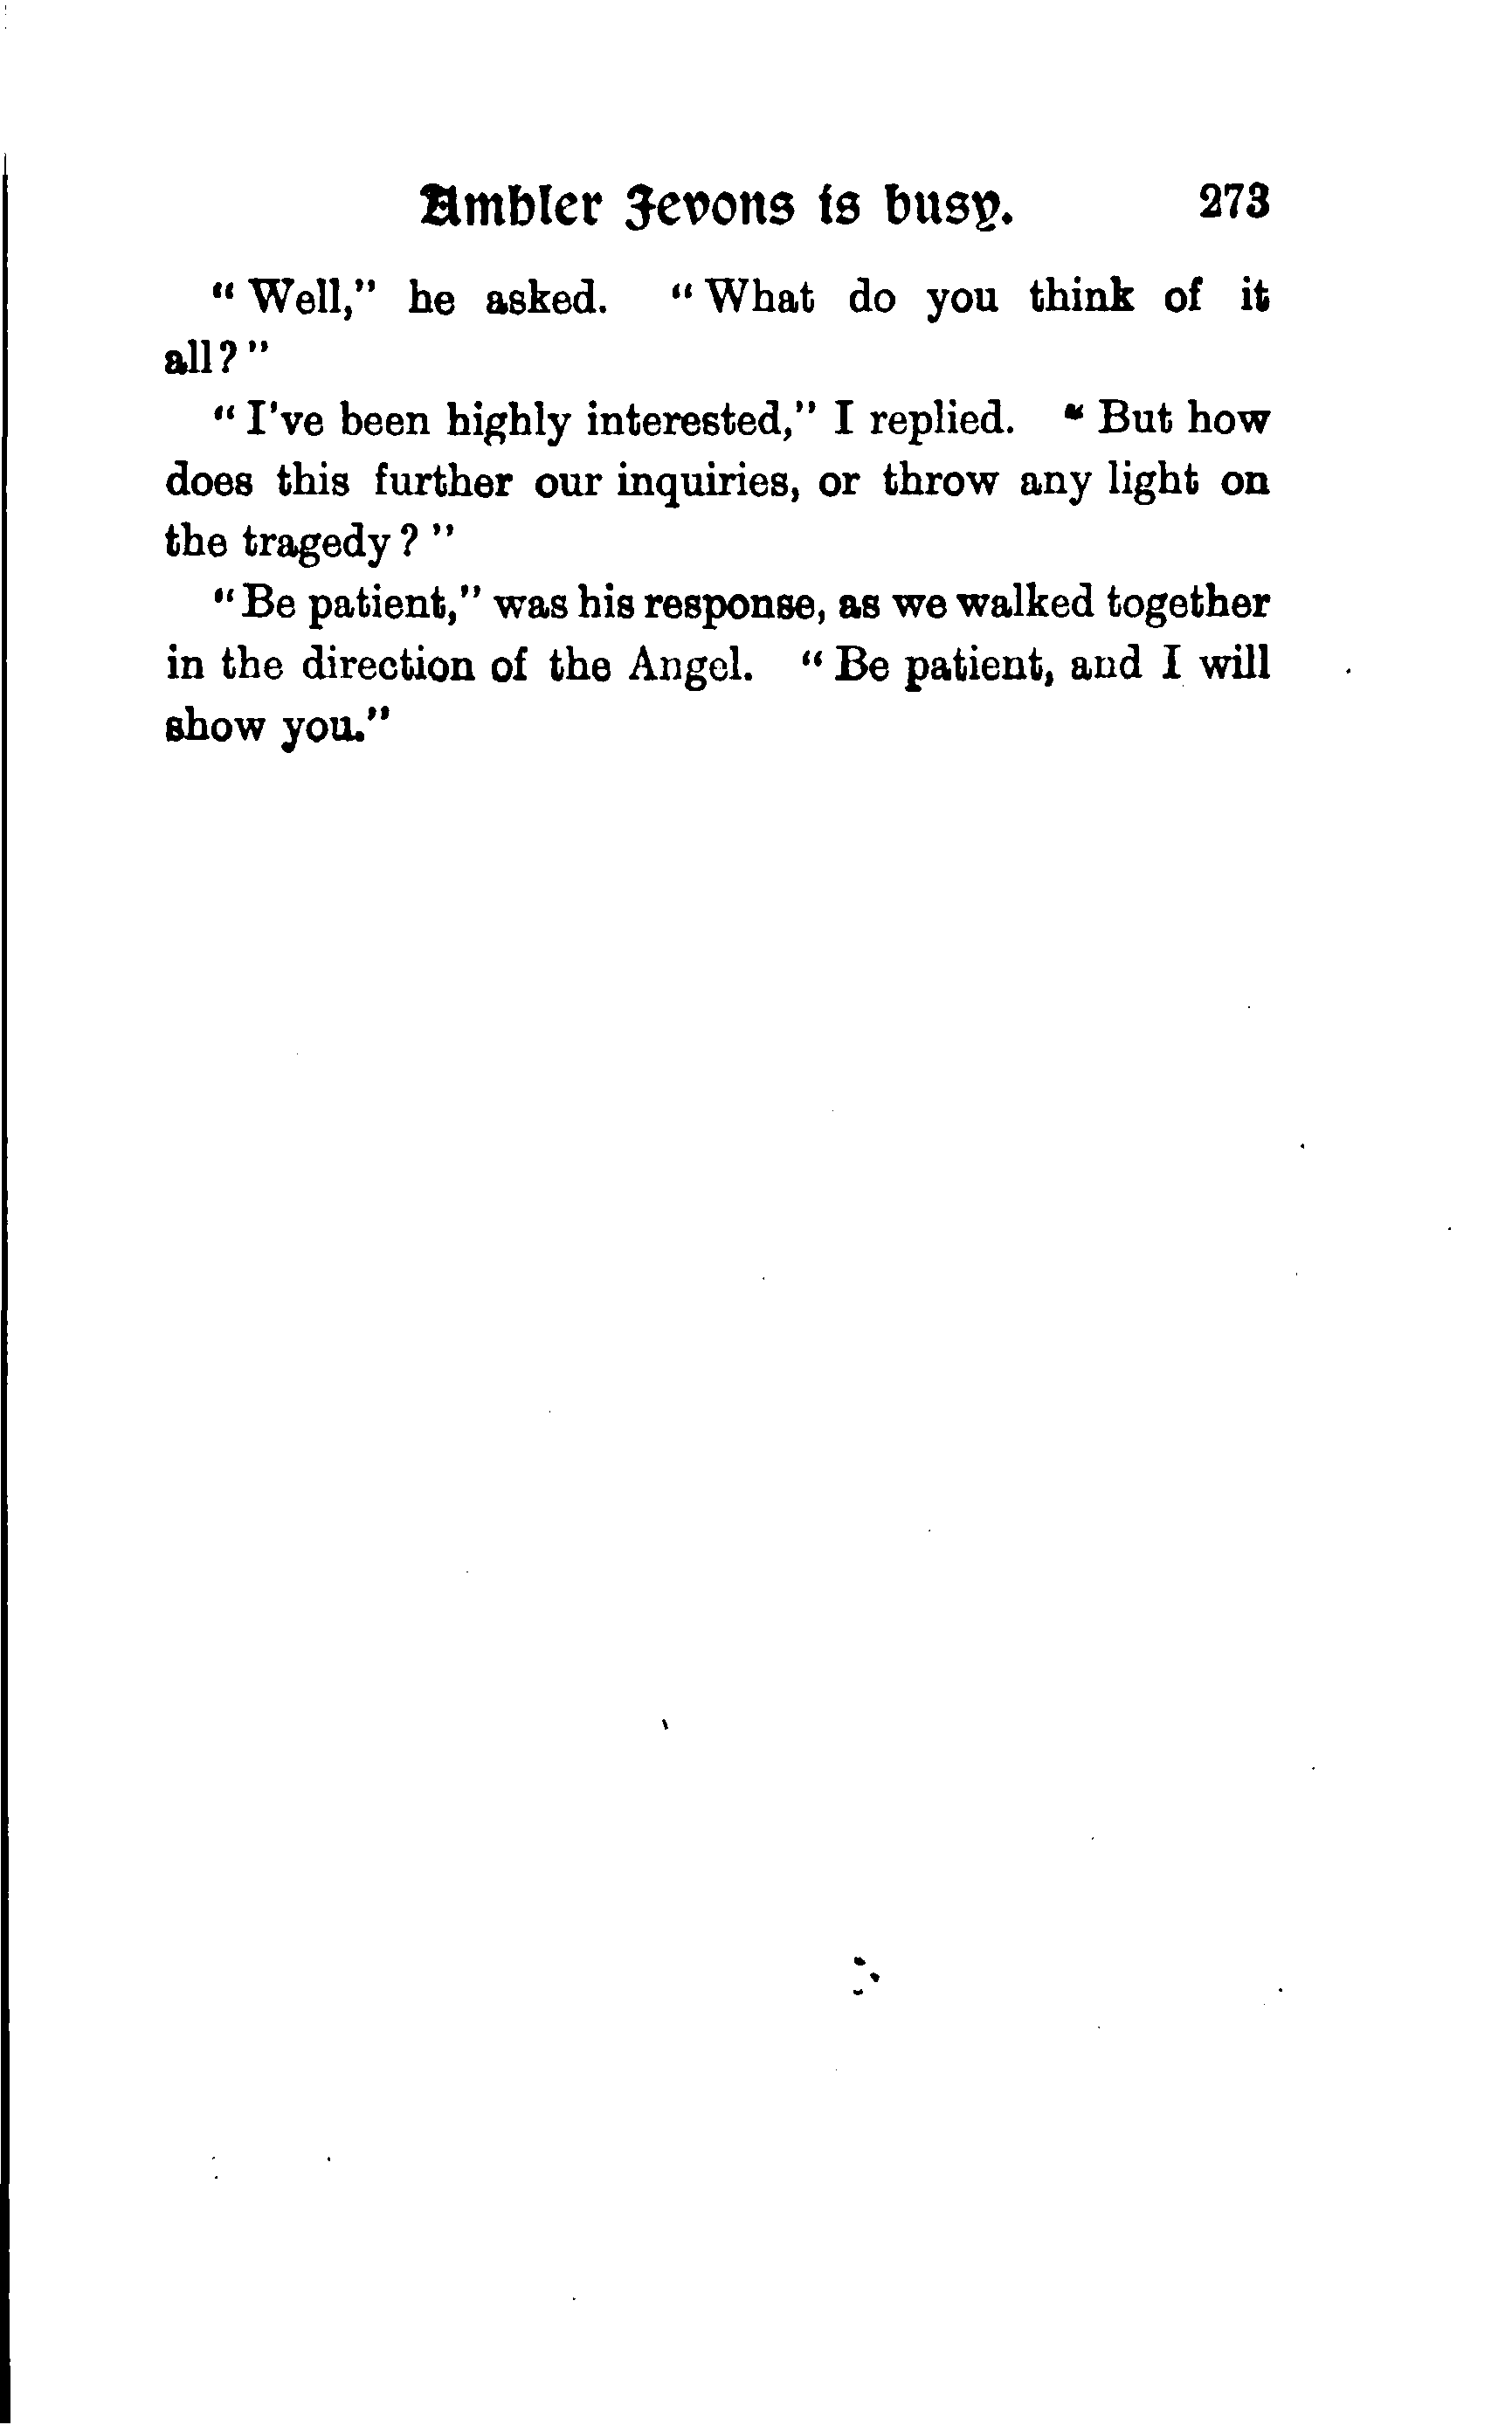 Ambler Jevons is busy. 273
"Well," he asked. "What do you think of it
all?"
"I've been highly interested," I replied. "But how
does this further our inquiries, or throw any light on
the tragedy?"
"Be patient," was his response, as we walked together
in the direction of the Angel. "Be patient, and I will
show you."